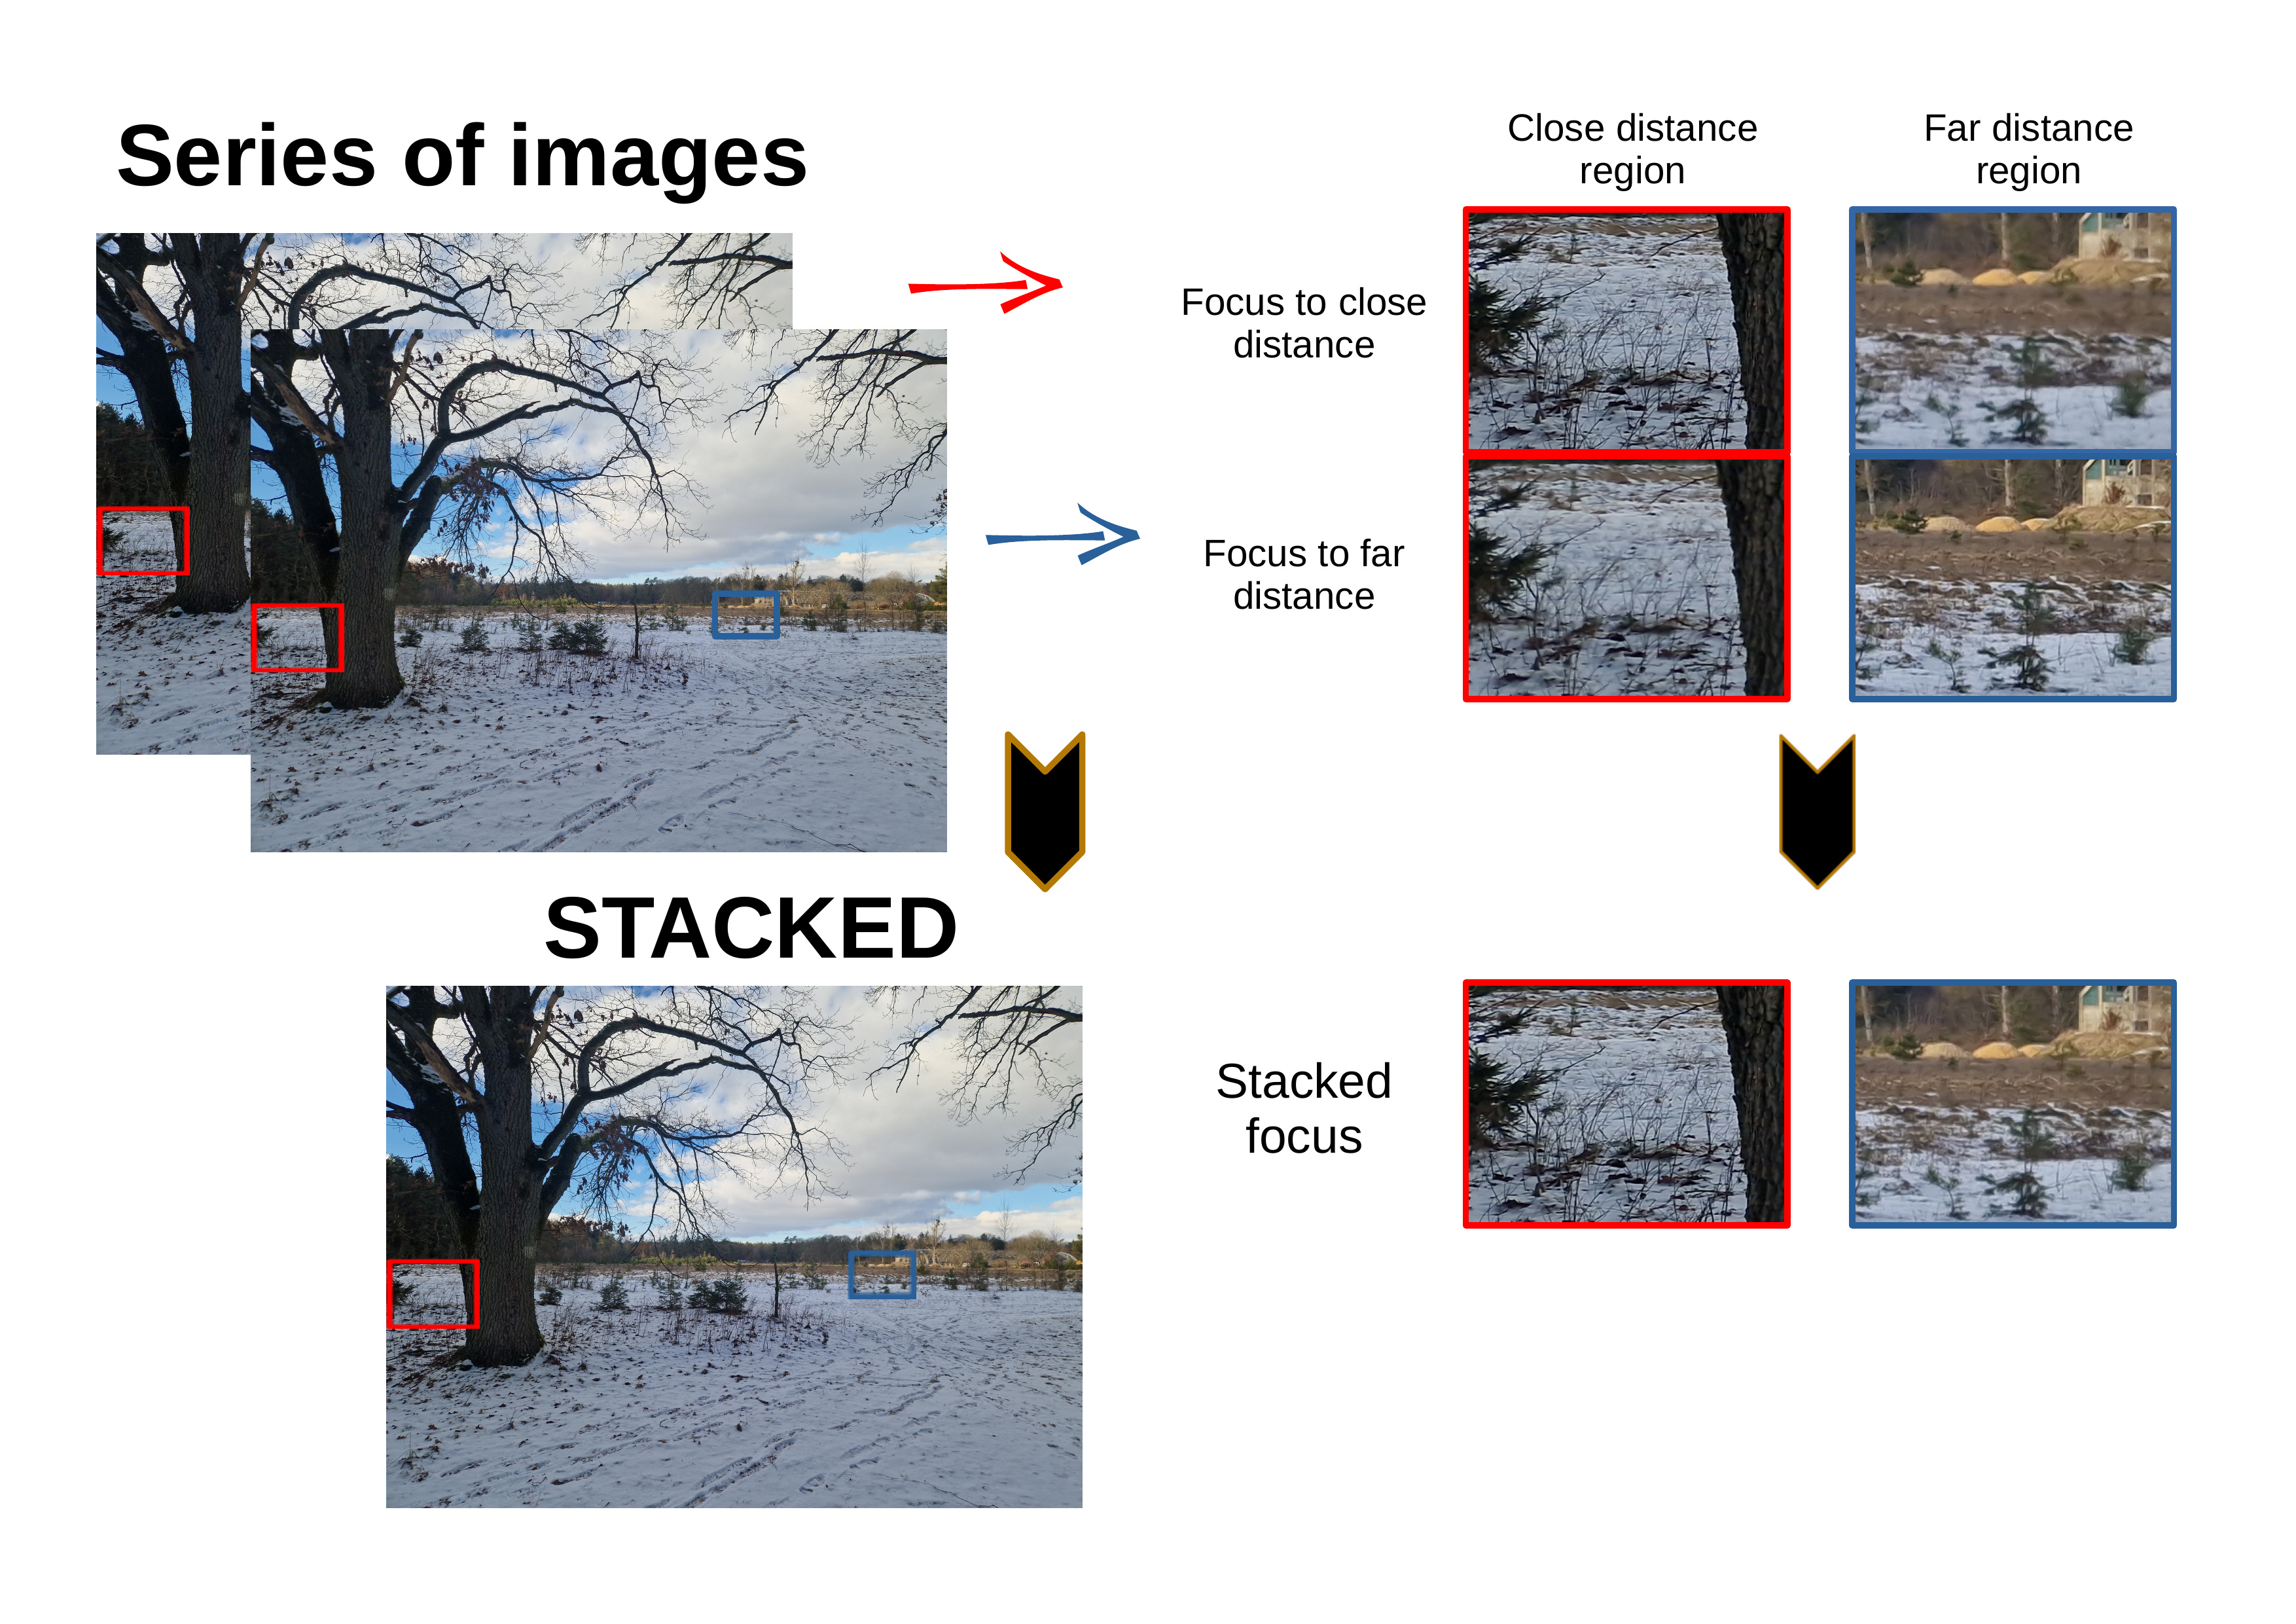 Series of images
Close distance
region
Far distance
region
Focus to close
distance
Focus to far
distance
STACKED
Stacked
focus